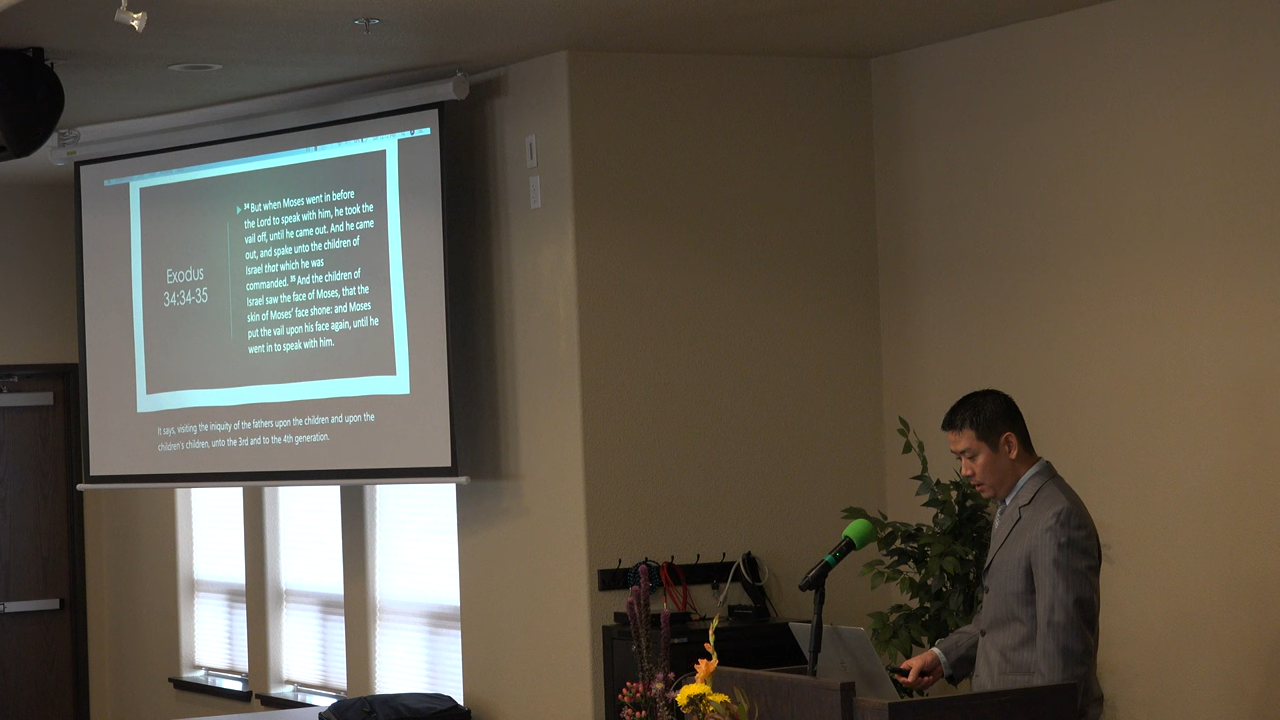 Exodus
34:34-35
34 But when Moses went in before
the Lord to speak with him, he took the
vail off, until he came out. And he came
out, and spake unto the children of
Israel that which he was
commanded. 35 And the children of
Israel saw the face of Moses, that the
skin of Moses' face shone: and Moses
put the vail upon his face again, until he
went in to speak with him.
It says, visiting the iniquity of the fathers upon the children and upon the
children's children, unto the 3rd and to the 4th generation.